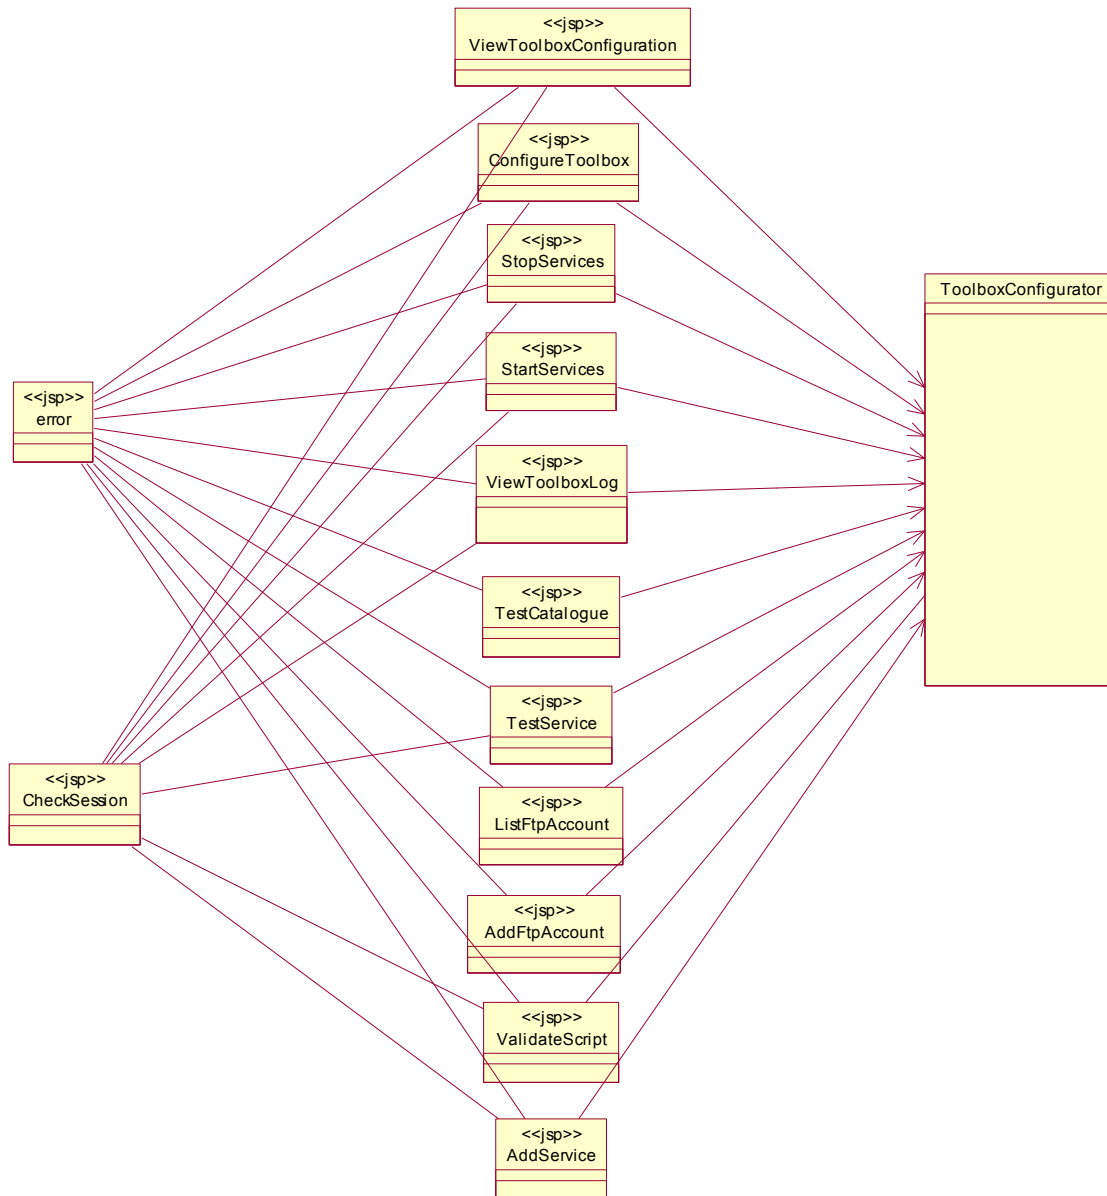 <<jsp>>
ViewToolboxConfiguration
<<jsp>>
ConfigureToolbox
<<jsp>>
StopServices
ToolboxConfigurator
<<jsp>>
StartServices
<<jsp>>
error
<<jsp>>
ViewToolboxLog
<<jsp>>
TestCatalogue
<<jsp>>
TestService
<<jsp>>
CheckSession
<<jsp>>
ListFtpAccount
<<jsp>>
AddFtpAccount
<<jsp>>
ValidateScript
<<jsp>>
AddService